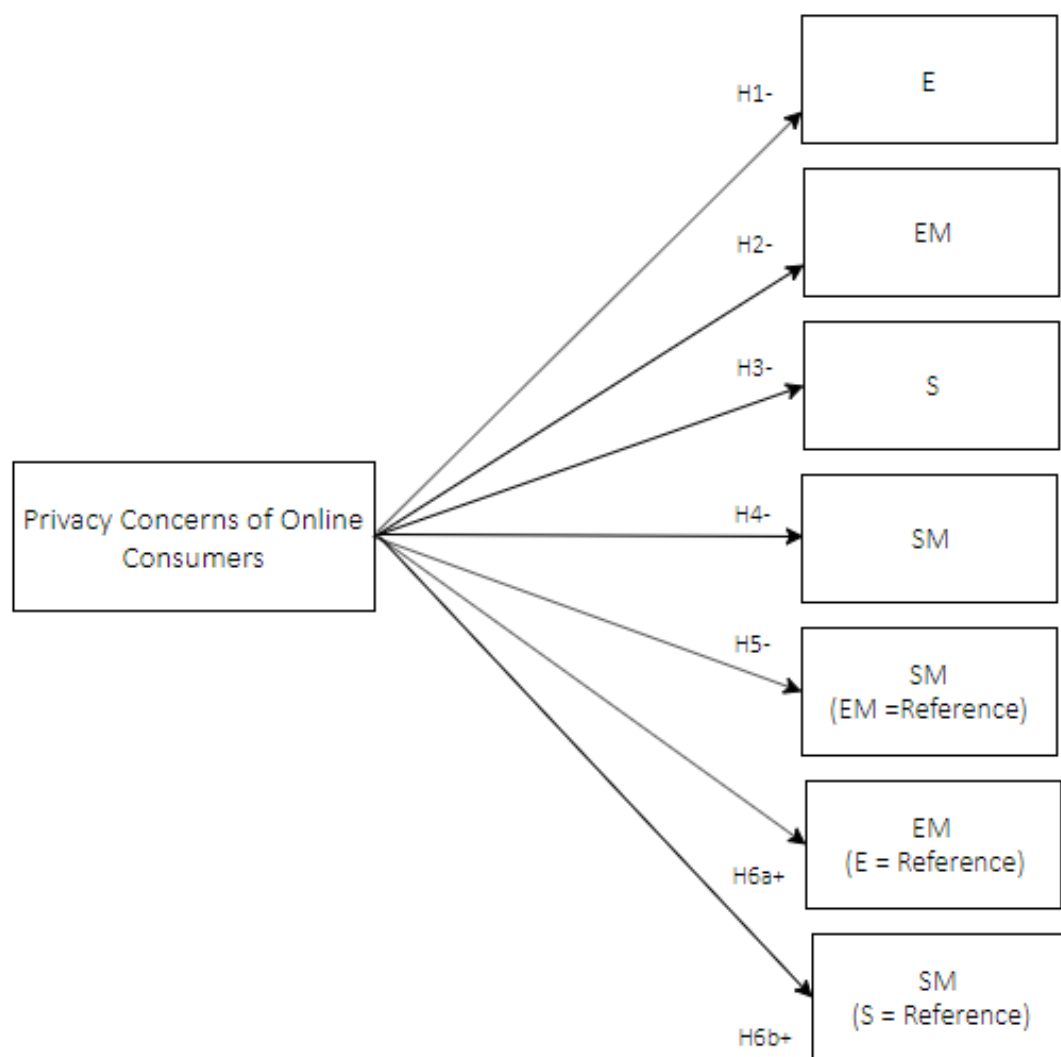 H1-
E
H2-
EM
H3-
S
Privacy Concerns of Online
Consumers
H4-
SM
H5-
SM
(EM =Reference)
H6a+
EM
(E = Reference)
H6b+
SM
(S = Reference)